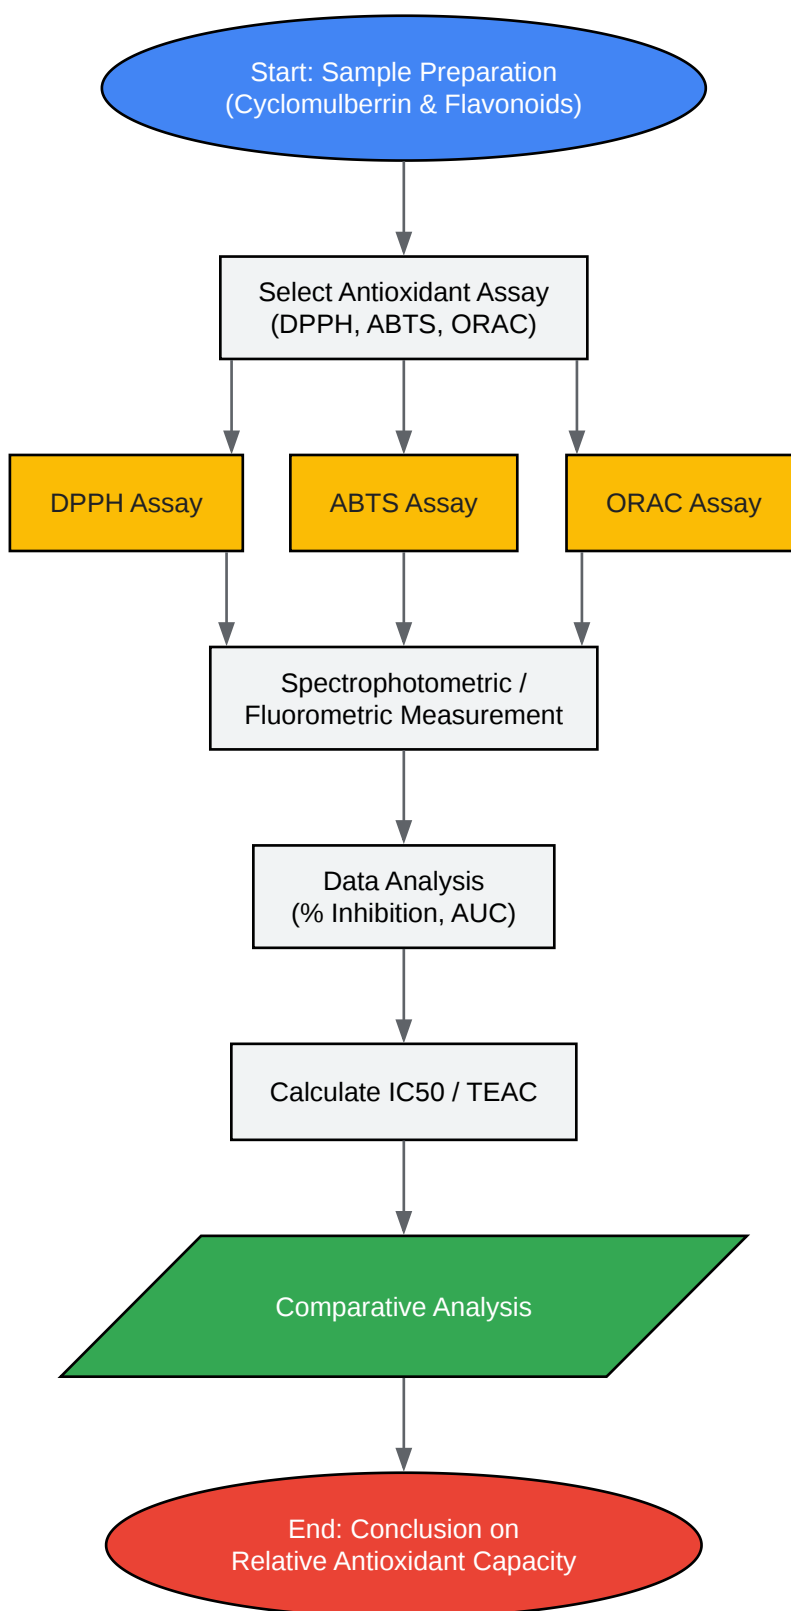 Start: Sample Preparation
(Cyclomulberrin & Flavonoids)
Select Antioxidant Assay
(DPPH, ABTS, ORAC)
DPPH Assay
ABTS Assay
ORAC Assay
Spectrophotometric /
Fluorometric Measurement
Data Analysis
(% Inhibition, AUC)
Calculate IC50 / TEAC
Comparative Analysis
End: Conclusion on
Relative Antioxidant Capacity